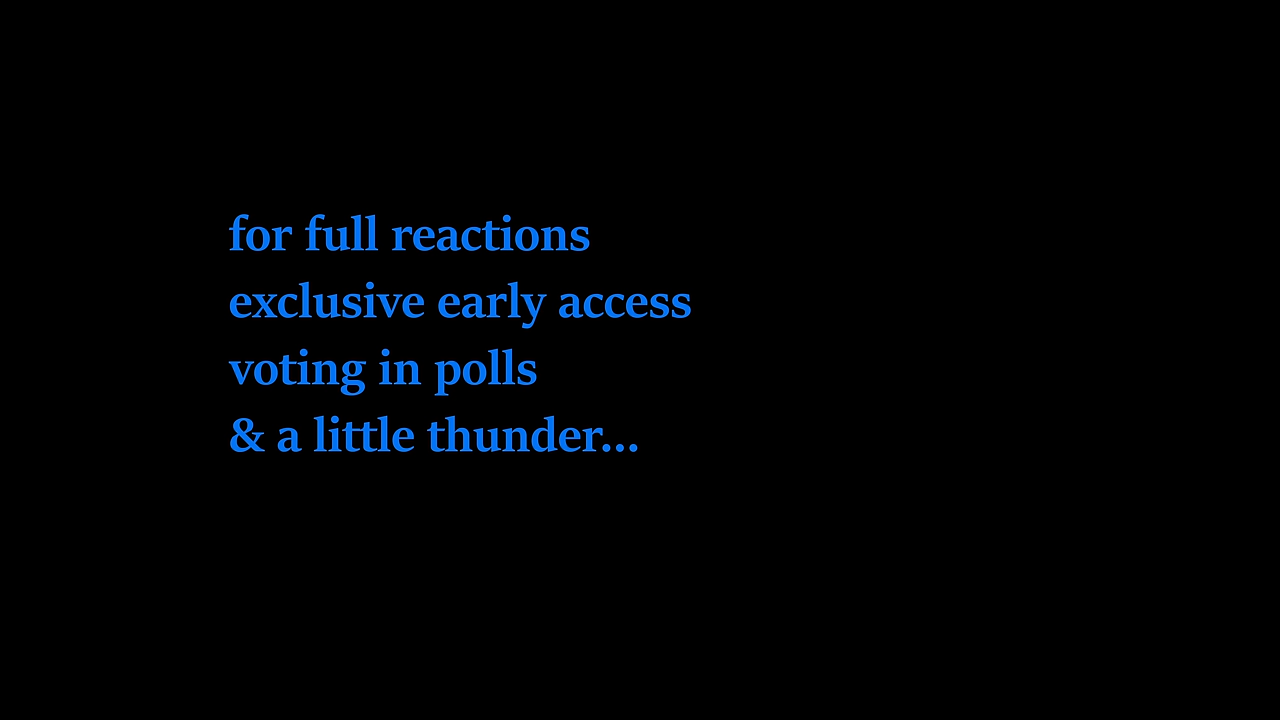 for full reactions
exclusive early access
voting in polls
& a little thunder...